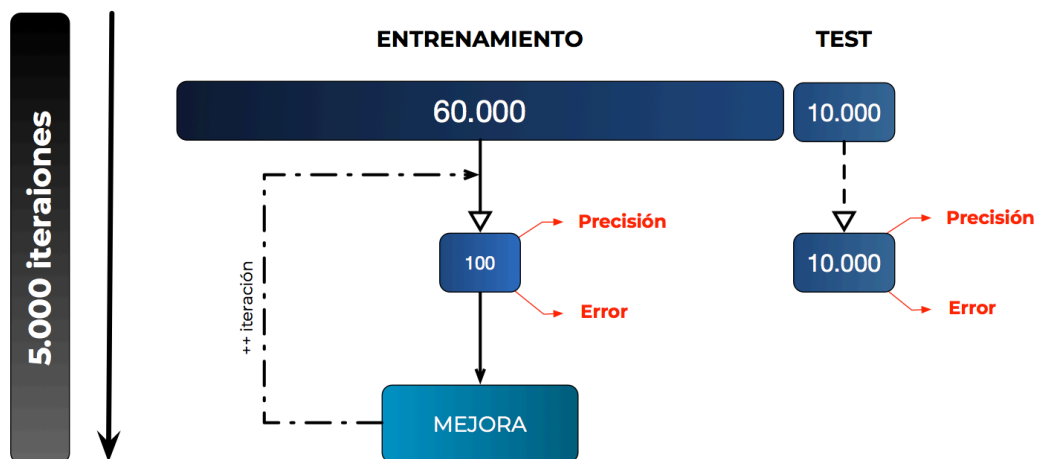 5.000 iteraiones
ENTRENAMIENTO
TEST
60.000
10.000
++ iteración
100
Precisión
Error
10.000
Precisión
Error
MEJORA